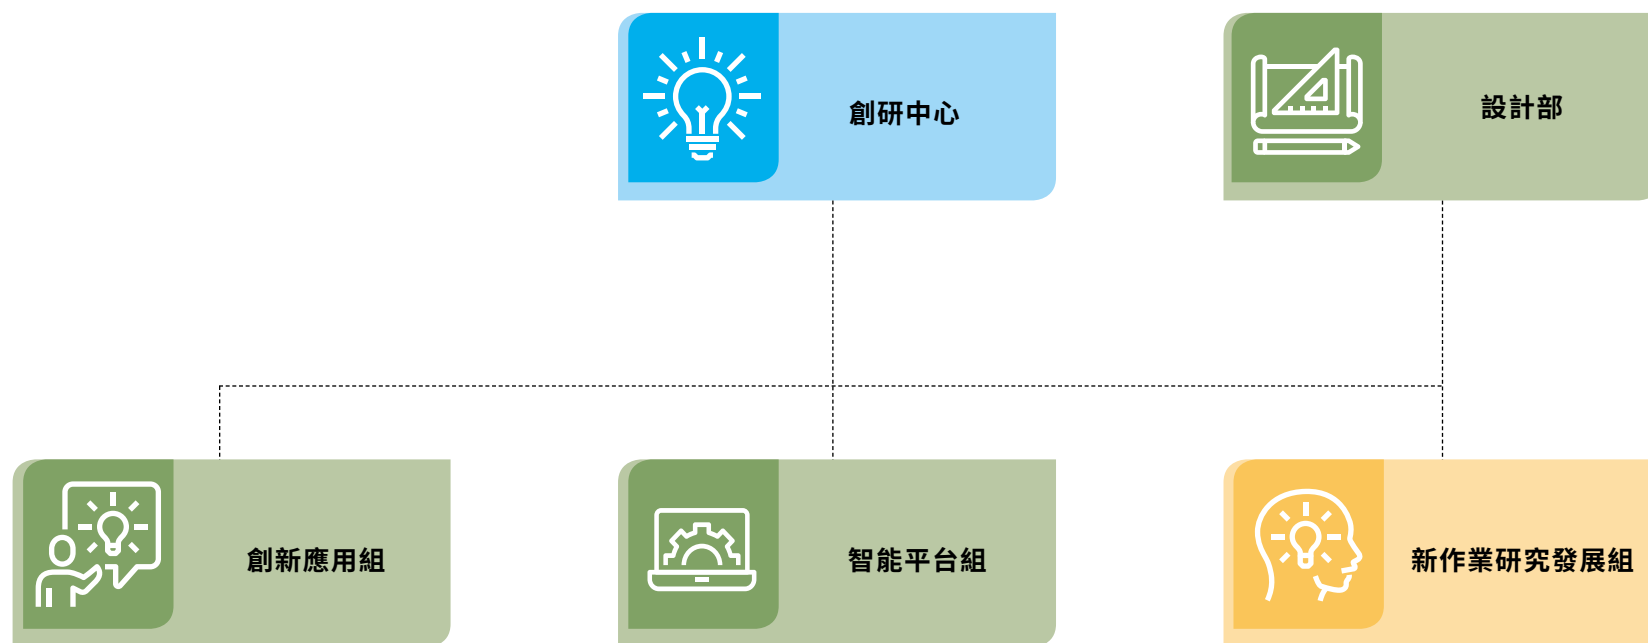 創研中心
設計部
創新應用組
智能平台組
新作業研究發展組